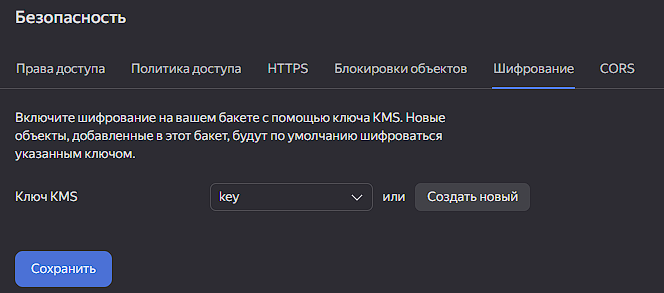 Безопасность
Права доступа Политика доступа HTTPS Блокировки объектов Шифрование CORS
Включите шифрование на вашем бакете с помощью ключа KMS. Новые
объекты, добавленные в этот бакет, будут по умолчанию шифроваться
указанным ключом.
Ключ KMS key или Создать новый
Сохранить